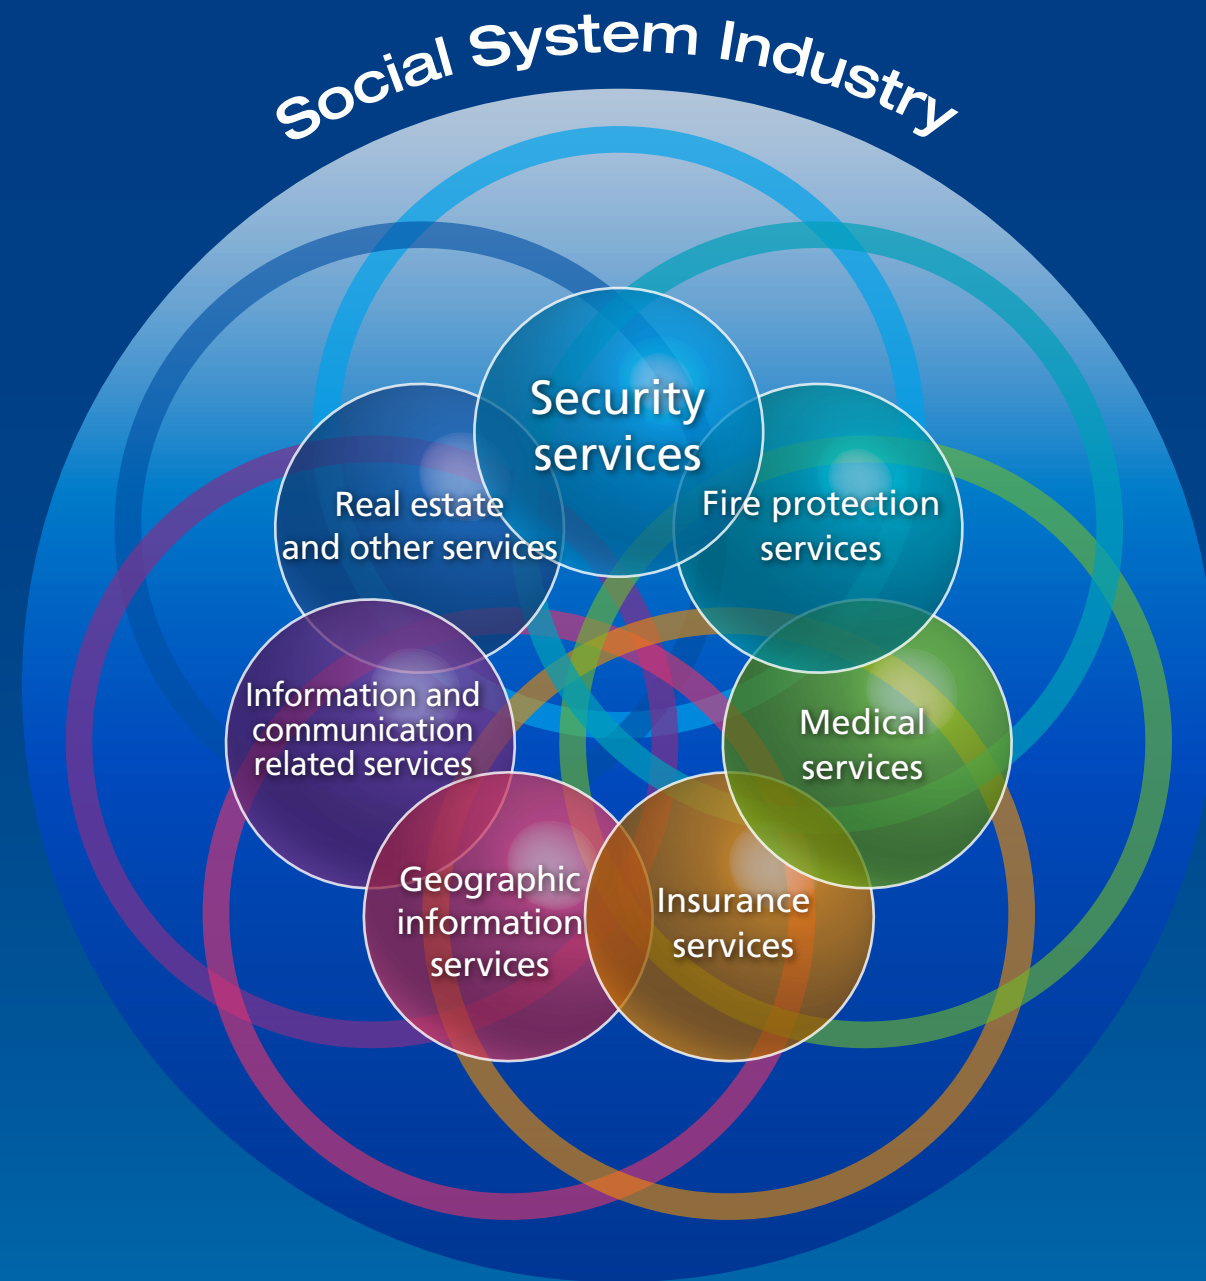 Social System Industry
Security
services
Fire protection
services
Medical
services
Insurance
services
Geographic
information
services
Information and
communication
related services
Real estate
and other services